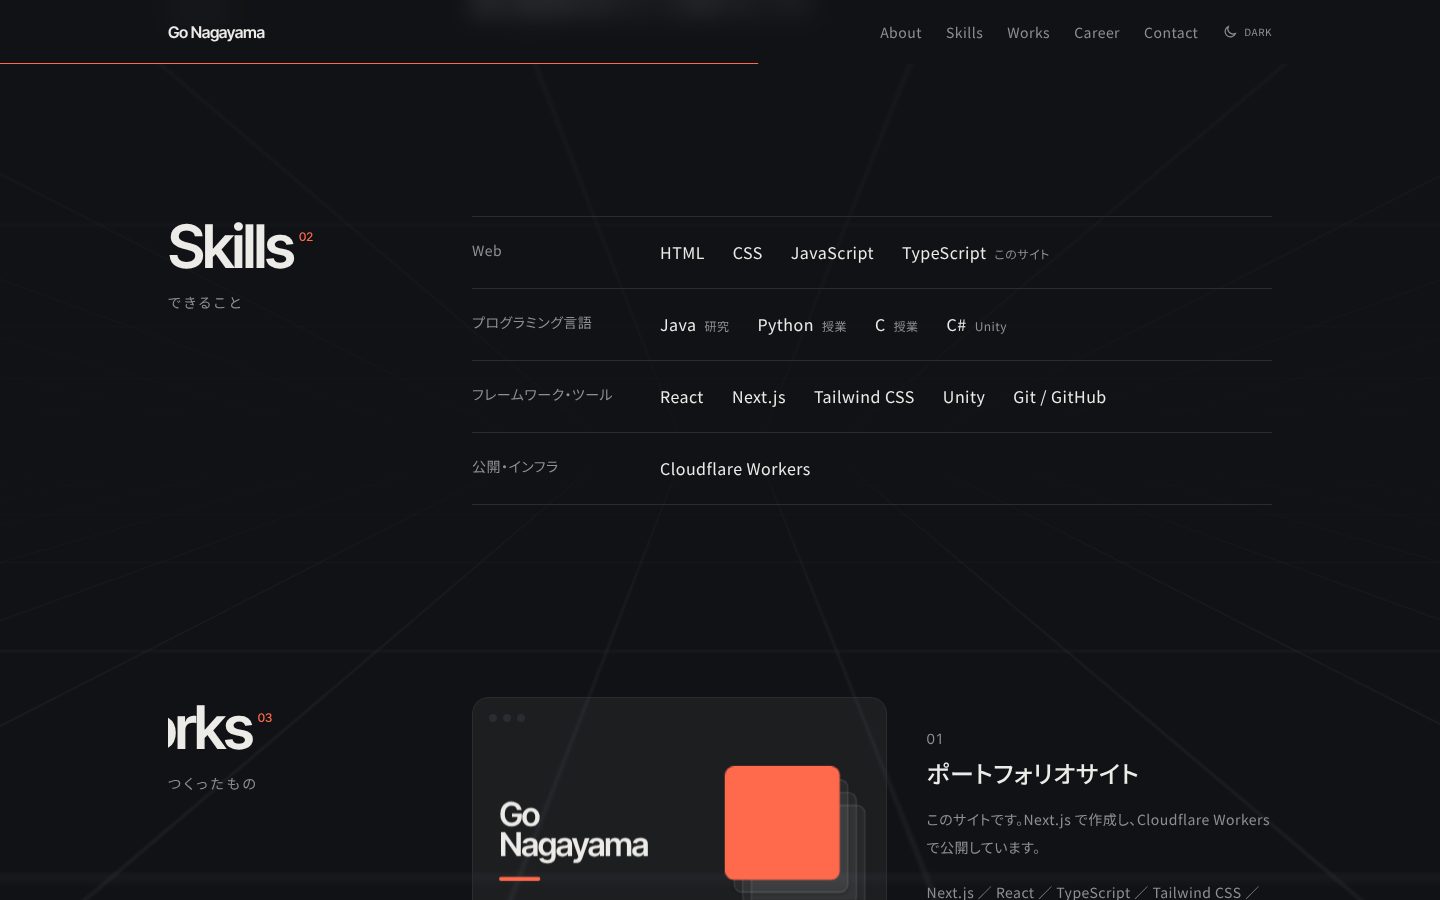 Go Nagayama
About Skills Works Career Contact DARK
Skills 02
できること
Web HTML CSS JavaScript TypeScript このサイト
プログラミング言語 Java 研究 Python 授業 C 授業 C# Unity
フレームワーク・ツール React Next.js Tailwind CSS Unity Git / GitHub
公開・インフラ Cloudflare Workers
orks 03
つくったもの
Go
Nagayama
01
ポートフォリオサイト
このサイトです。Next.js で作成し、Cloudflare Workers
で公開しています。
Next.js ／ React ／ TypeScript ／ Tailwind CSS ／